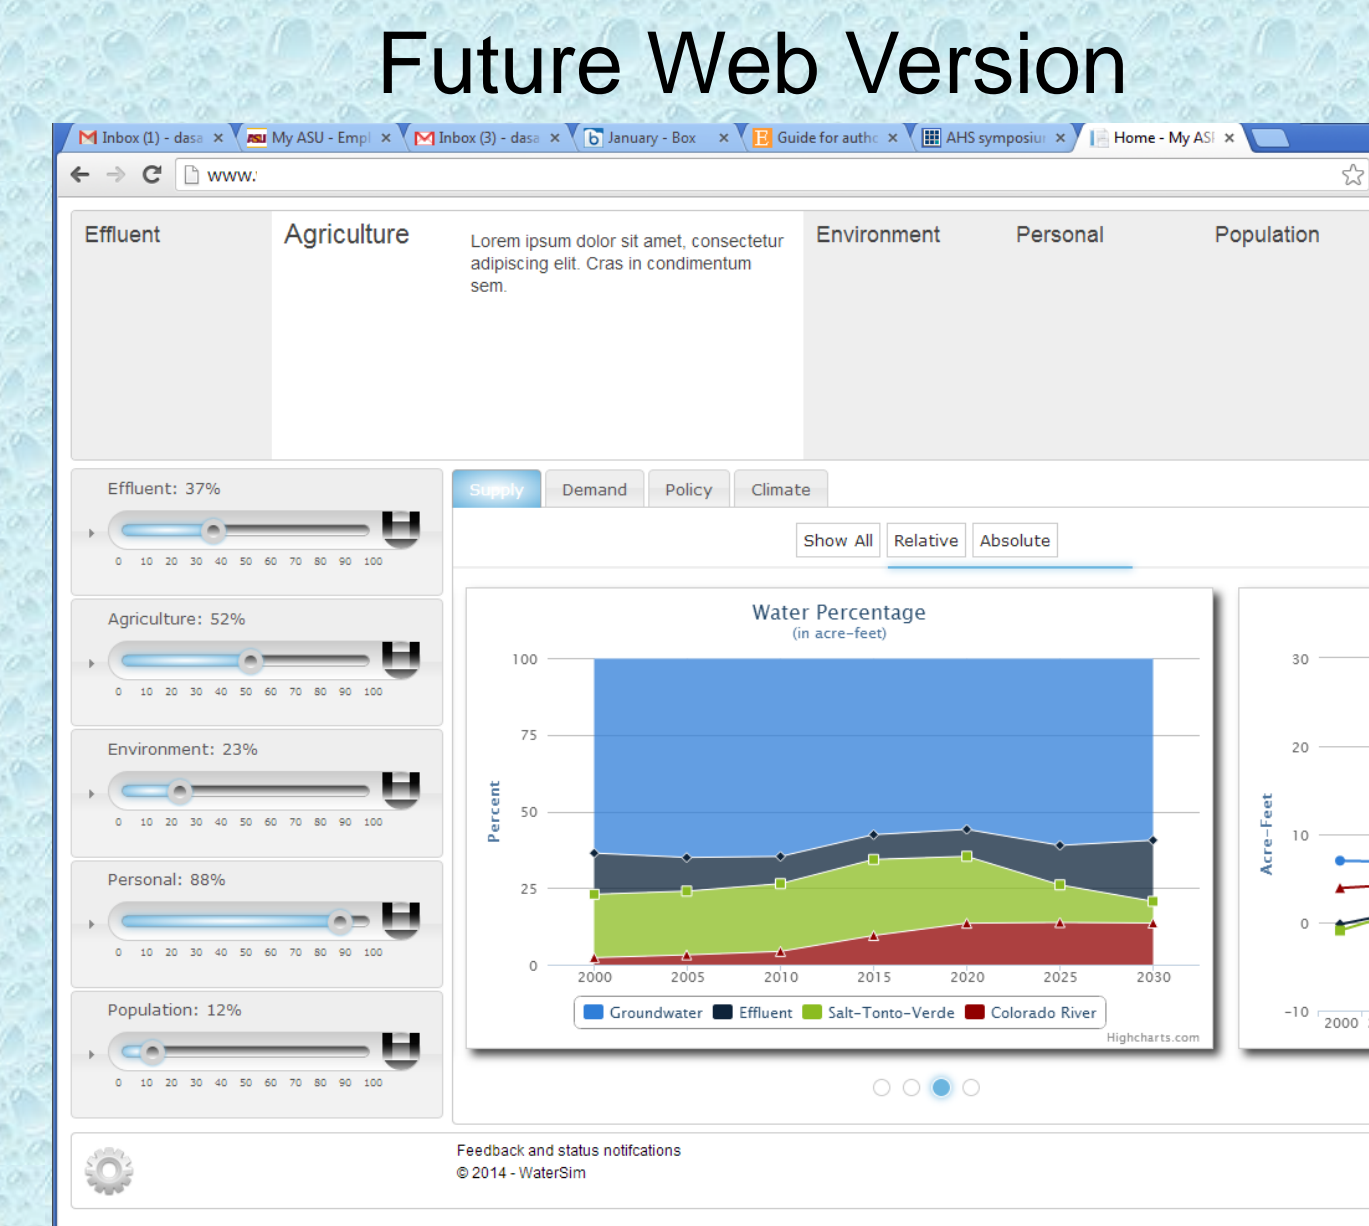 Future Web Version
Inbox (1) - dasa
My ASU - Empl
Inbox (3) - dasa
January - Box
Guide for autho
AHS symposium
Home - My ASP
www.
Effluent
Agriculture
Lorem ipsum dolor sit amet, consectetur
adipiscing elit. Cras in condimentum
sem.
Environment
Personal
Population
Effluent: 37%
0 10 20 30 40 50 60 70 80 90 100
Agriculture: 52%
0 10 20 30 40 50 60 70 80 90 100
Environment: 23%
0 10 20 30 40 50 60 70 80 90 100
Personal: 88%
0 10 20 30 40 50 60 70 80 90 100
Population: 12%
0 10 20 30 40 50 60 70 80 90 100
Supply Demand Policy Climate
Show All Relative Absolute
Water Percentage
(in acre-feet)
Percent
100
75
50
25
0
2000 2005 2010 2015 2020 2025 2030
Groundwater Effluent Salt-Tonto-Verde Colorado River
Highcharts.com
Acre-Feet
30
20
10
0
-10
2000
Feedback and status notifcations
© 2014 - WaterSim